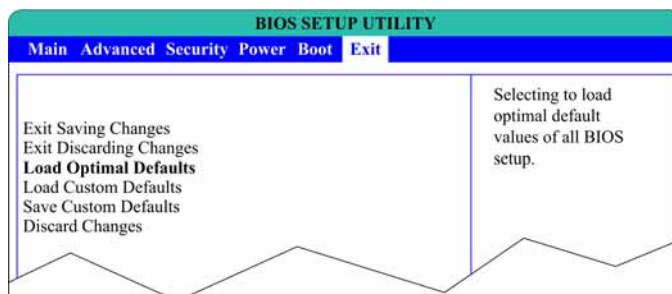 BIOS SETUP UTILITY
Main Advanced Security Power Boot Exit
Exit Saving Changes
Exit Discarding Changes
Load Optimal Defaults
Load Custom Defaults
Save Custom Defaults
Discard Changes
Selecting to load
optimal default
values of all BIOS
setup.